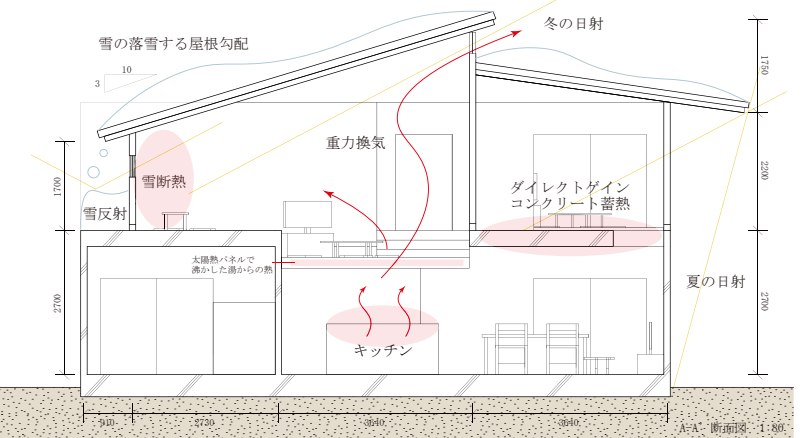 冬の日射
雪の落雪する屋根勾配
10
3
1750
重力換気
雪断熱
1700
2200
ダイレクトゲイン
コンクリート蓄熱
雪反射
太陽熱パネルで
沸かした湯からの熱
夏の日射
2700
2700
キッチン
910
2730
3640
3640
A-A' 断面図 1:80